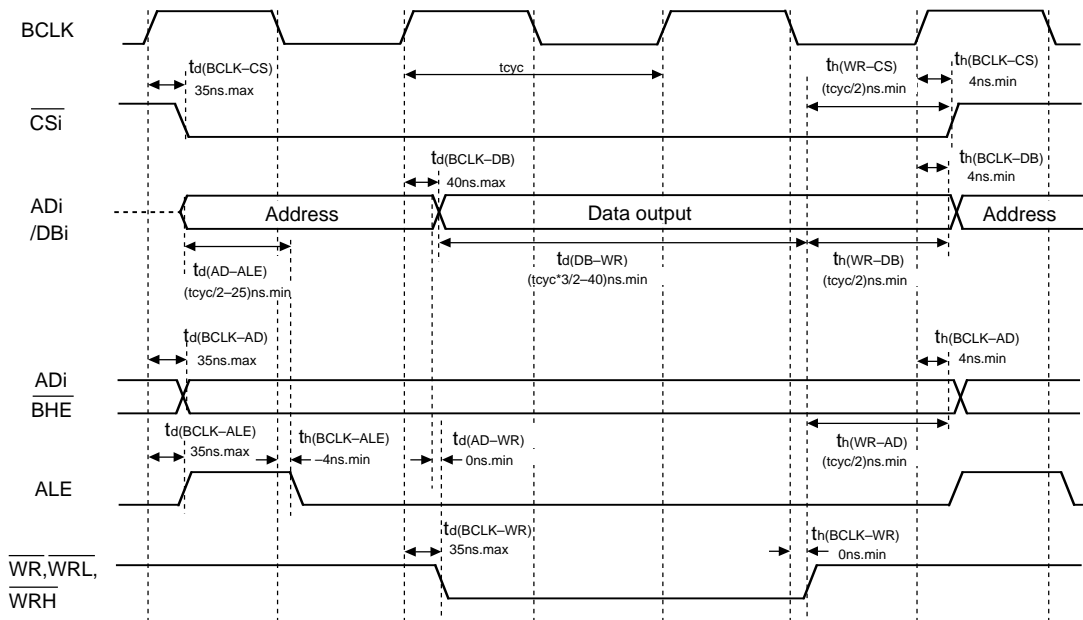 BCLK
td(BCLK–CS)
35ns.max
tcyc
th(WR–CS)
(tcyc/2)ns.min
th(BCLK–CS)
4ns.min
CSi
td(BCLK–DB)
40ns.max
th(BCLK–DB)
4ns.min
ADi
/DBi
Address
Data output
Address
td(AD–ALE)
(tcyc/2–25)ns.min
td(DB–WR)
(tcyc*3/2–40)ns.min
th(WR–DB)
(tcyc/2)ns.min
td(BCLK–AD)
35ns.max
th(BCLK–AD)
4ns.min
ADi
BHE
td(BCLK–ALE)
35ns.max
th(BCLK–ALE)
–4ns.min
td(AD–WR)
0ns.min
th(WR–AD)
(tcyc/2)ns.min
ALE
td(BCLK–WR)
35ns.max
th(BCLK–WR)
0ns.min
WR,WRL,
WRH